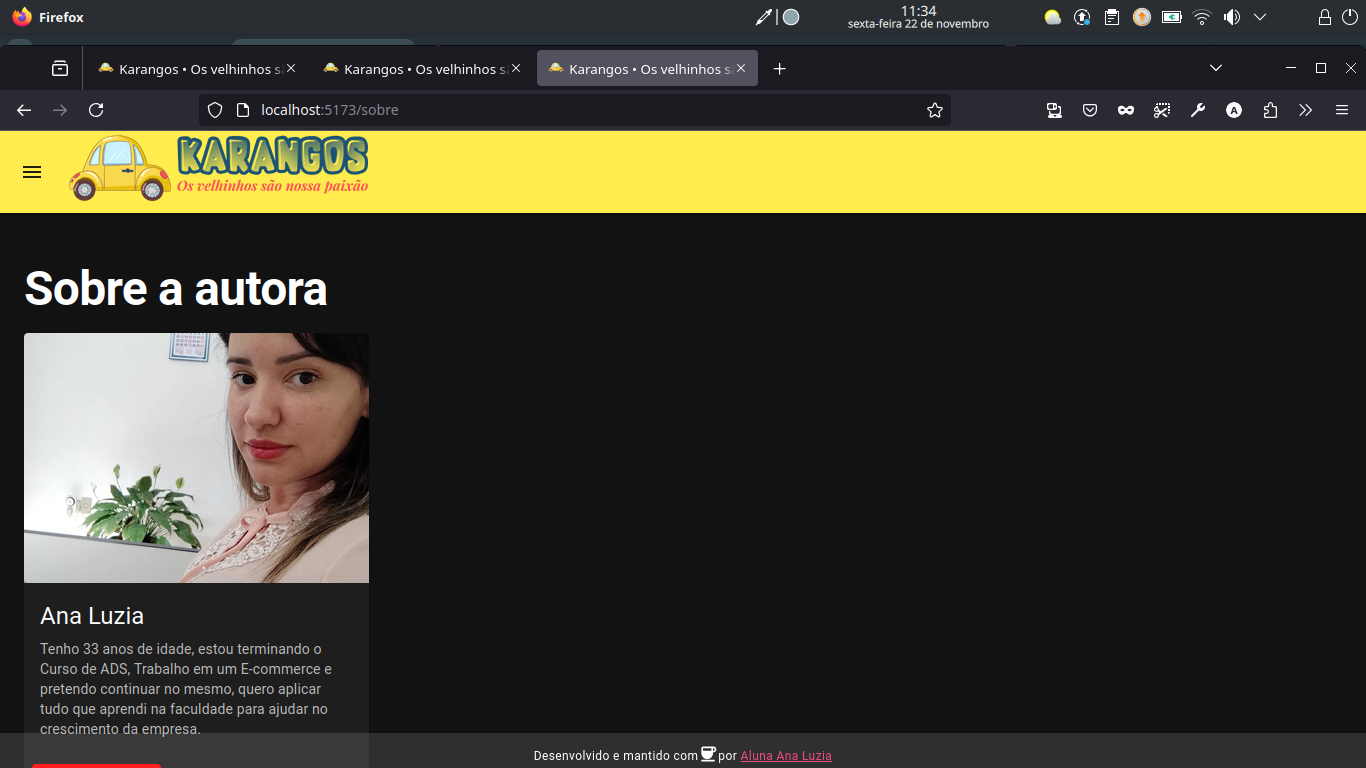 Firefox
11:34
sexta-feira 22 de novembro
Karangos • Os velhinhos s
Karangos • Os velhinhos s
Karangos • Os velhinhos s
localhost:5173/sobre
A
KARANGOS
Os velhinhos são nossa paixão
Sobre a autora
Ana Luzia
Tenho 33 anos de idade, estou terminando o
Curso de ADS, Trabalho em um E-commerce e
pretendo continuar no mesmo, quero aplicar
tudo que aprendi na faculdade para ajudar no
crescimento da empresa.
Desenvolvido e mantido com por Aluna Ana Luzia